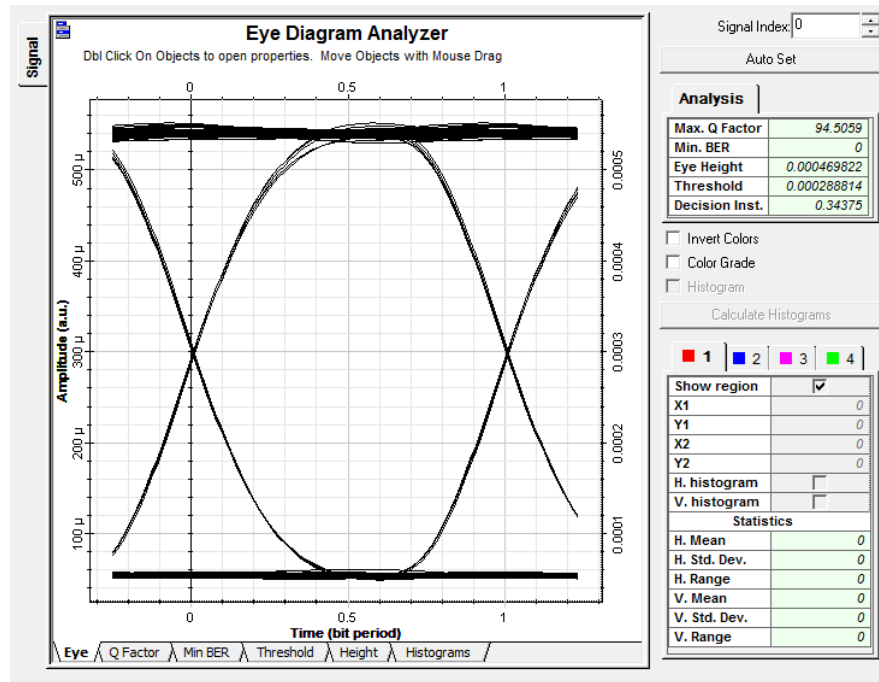 Signal
Eye Diagram Analyzer
Dbl Click On Objects to open properties. Move Objects with Mouse Drag
0 0.5 1
500 µ
400 µ
300 µ
200 µ
100 µ
Amplitude (a.u.)
0.0005
0.0004
0.0003
0.0002
0.0001
0 0.5 1
Time (bit period)
Eye Q Factor Min BER Threshold Height Histograms
Signal Index: 0
Auto Set
Analysis
Max. Q Factor 94.5059
Min. BER 0
Eye Height 0.000469822
Threshold 0.000288814
Decision Inst. 0.34375
Invert Colors
Color Grade
Histogram
Calculate Histograms
1 2 3 4
Show region
X1 0
Y1 0
X2 0
Y2 0
H. histogram
V. histogram
Statistics
H. Mean 0
H. Std. Dev. 0
H. Range 0
V. Mean 0
V. Std. Dev. 0
V. Range 0